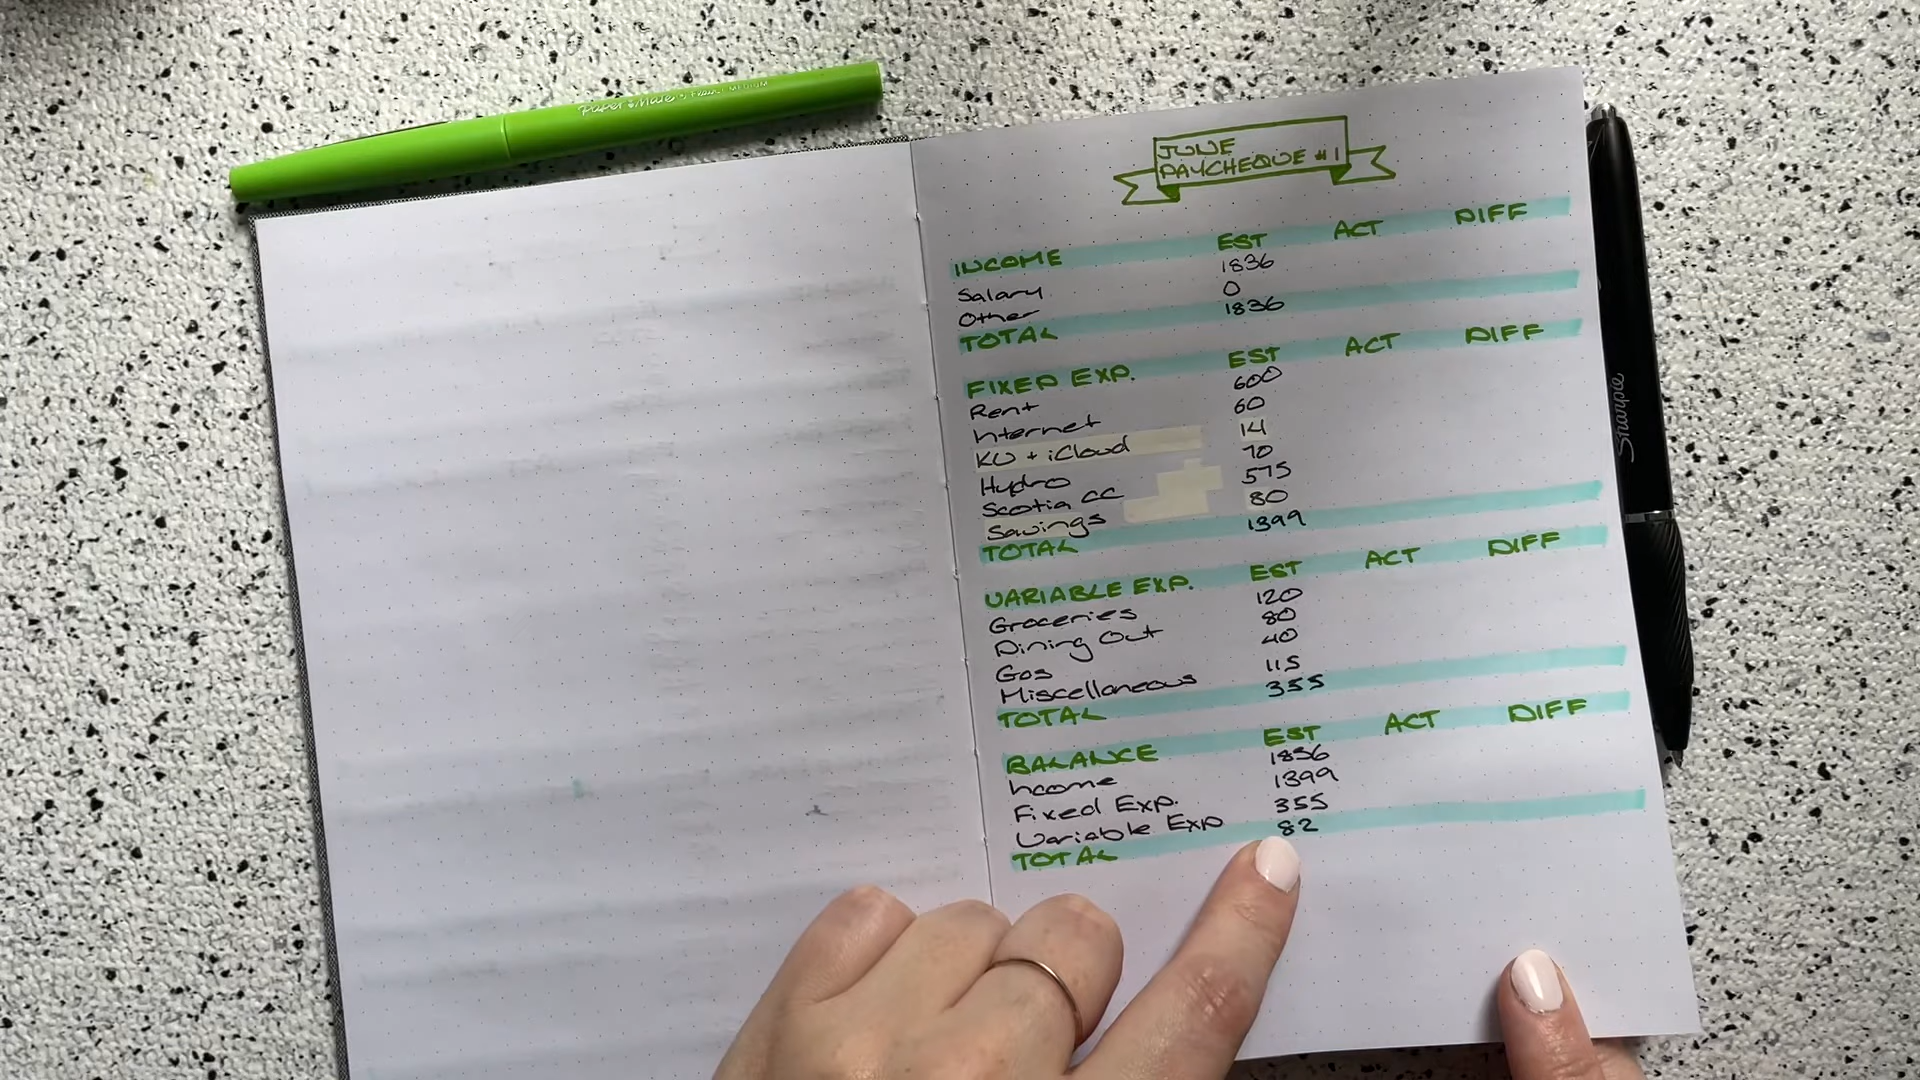 Paper Mate Flair MEDIUM
JUNE
PAYCHEQUE #1
INCOME EST ACT DIFF
Salary 1836
Other 0
TOTAL 1836
FIXED EXP. EST ACT DIFF
Rent 600
Internet 60
KU + iCloud 14
Hydro 70
Scotia CC 575
Savings 80
TOTAL 1399
VARIABLE EXP. EST ACT DIFF
Groceries 120
Dining Out 80
Gas 40
Miscellaneous 115
TOTAL 355
BALANCE EST ACT DIFF
Income 1836
Fixed Exp. 1399
Variable Exp 355
TOTAL 82
Sharpie